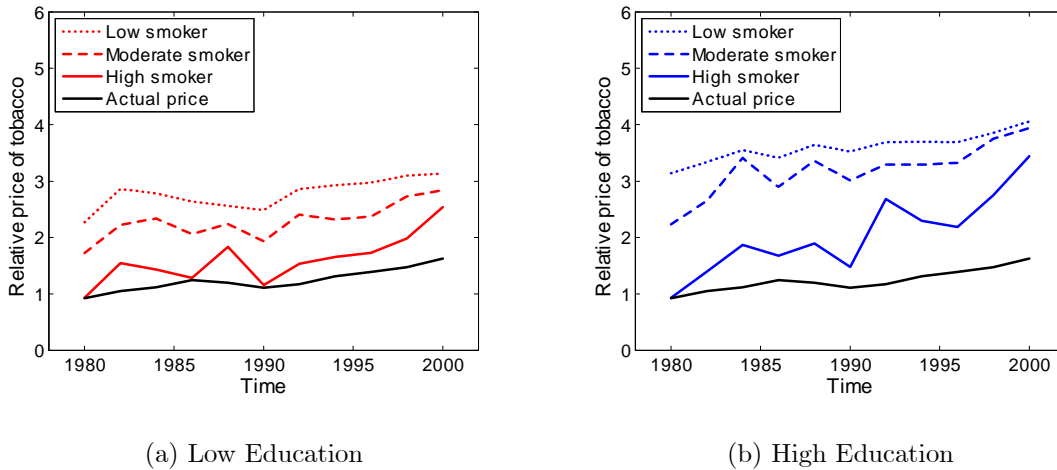 6
5
4
3
2
1
0
Relative price of tobacco
Low smoker
Moderate smoker
High smoker
Actual price
1980 1985 1990 1995 2000
Time
(a) Low Education
6
5
4
3
2
1
0
Relative price of tobacco
Low smoker
Moderate smoker
High smoker
Actual price
1980 1985 1990 1995 2000
Time
(b) High Education